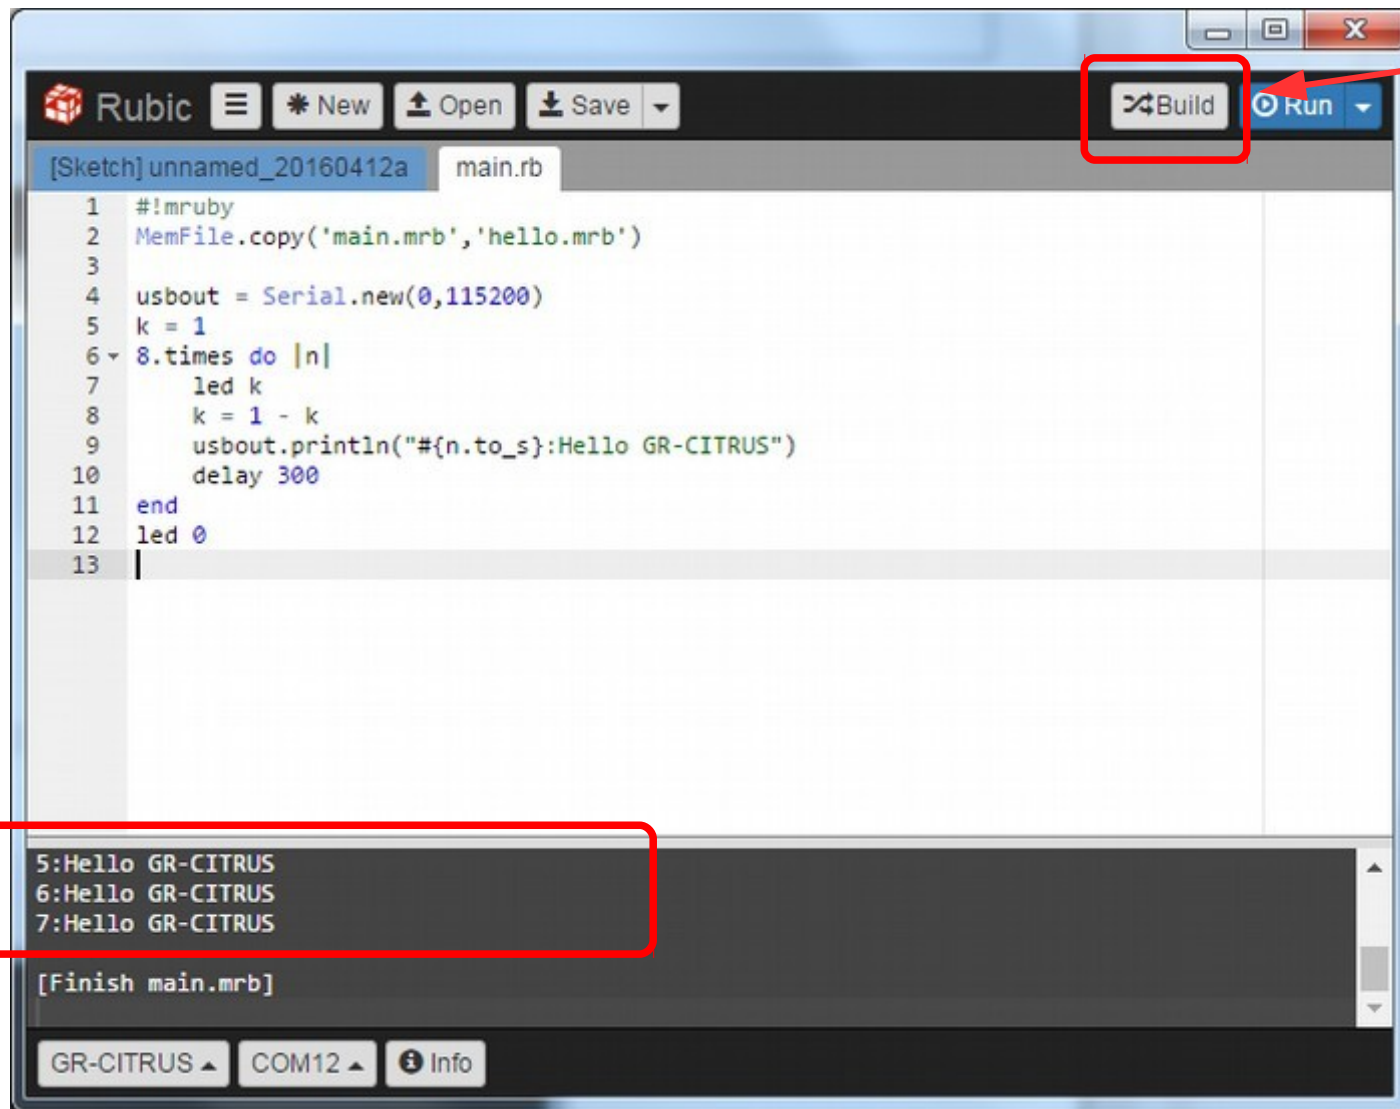 Rubic New Open Save Build Run
[Sketch] unnamed_20160412a main.rb
1 #!mruby
2 MemFile.copy('main.mrb','hello.mrb')
3
4 usbout = Serial.new(0,115200)
5 k = 1
6 8.times do |n|
7 led k
8 k = 1 - k
9 usbout.println("#{n.to_s}:Hello GR-CITRUS")
10 delay 300
11 end
12 led 0
13
5:Hello GR-CITRUS
6:Hello GR-CITRUS
7:Hello GR-CITRUS
[Finish main.mrb]
GR-CITRUS COM12 Info